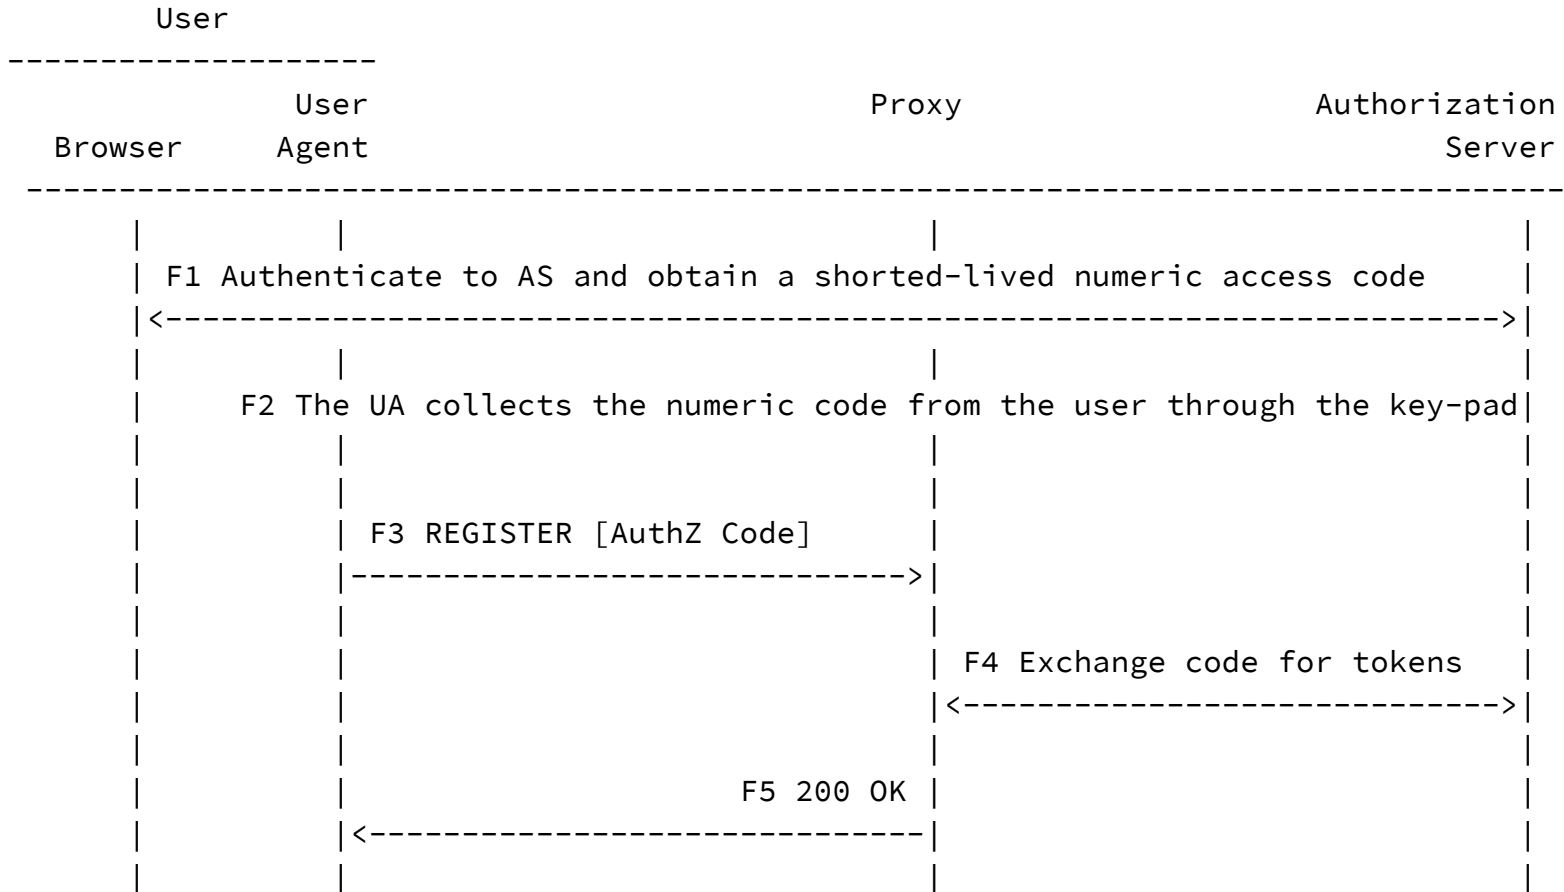 User
User Proxy Authorization
Browser Agent Server
F1 Authenticate to AS and obtain a shorted-lived numeric access code
F2 The UA collects the numeric code from the user through the key-pad
F3 REGISTER [AuthZ Code]
F4 Exchange code for tokens
F5 200 OK